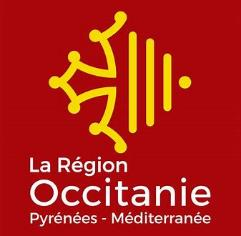 La Région
Occitanie
Pyrénées - Méditerranée